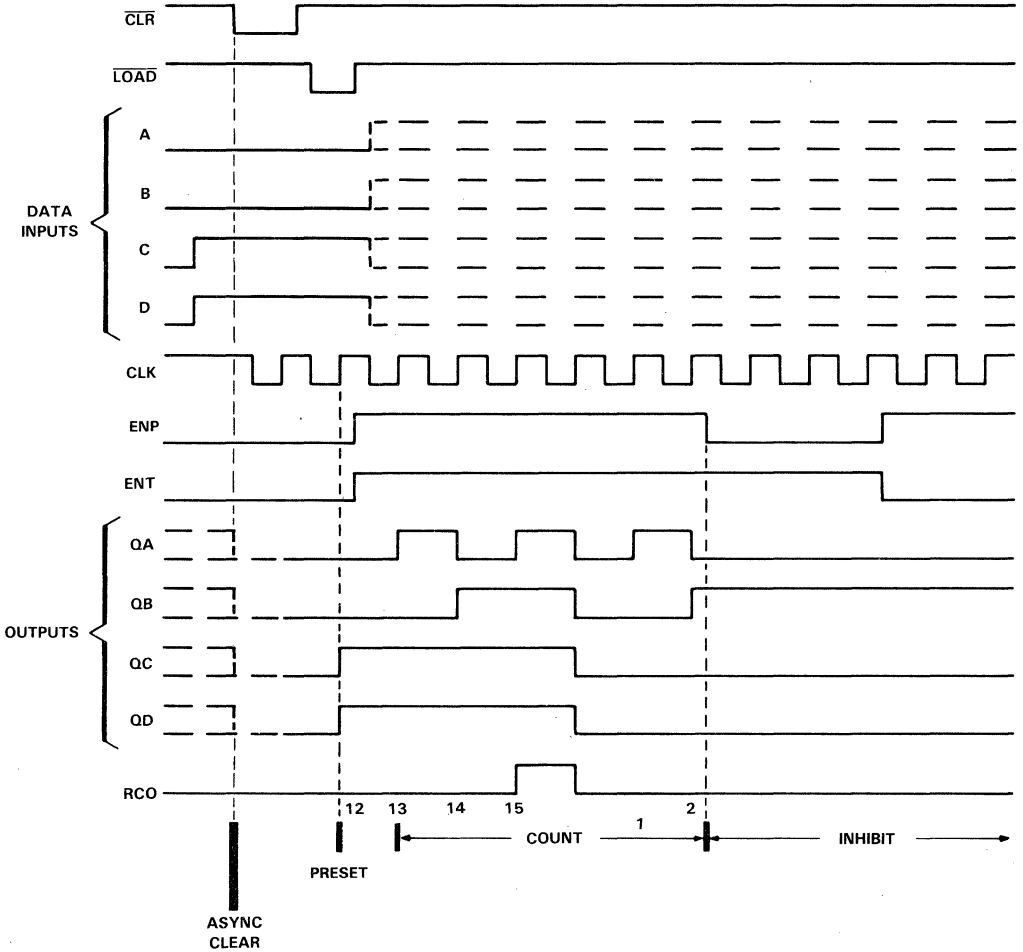 CLR
LOAD
A
B
DATA
INPUTS
C
D
CLK
ENP
ENT
QA
QB
OUTPUTS
QC
QD
RCO
12 13 14 15 1 2
COUNT INHIBIT
PRESET
ASYNC
CLEAR